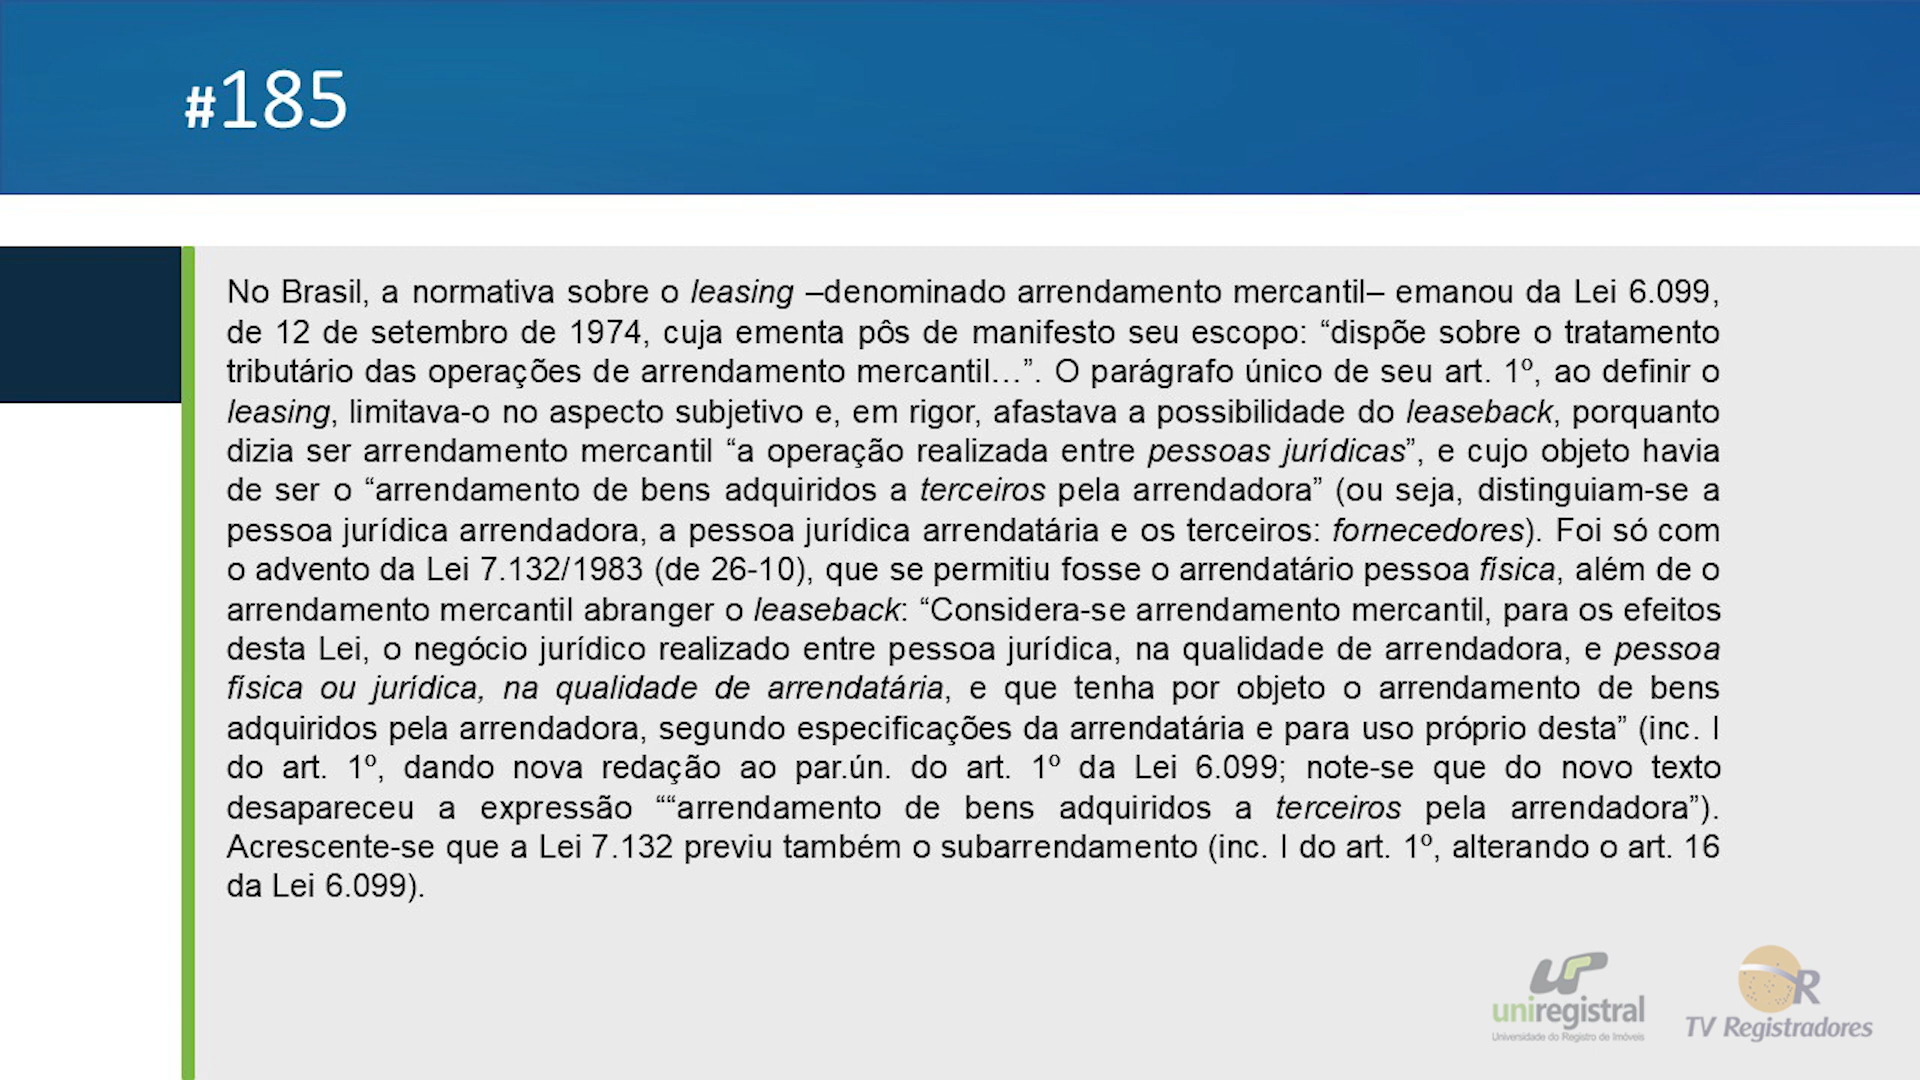 #185
No Brasil, a normativa sobre o leasing –denominado arrendamento mercantil– emanou da Lei 6.099,
de 12 de setembro de 1974, cuja ementa pôs de manifesto seu escopo: “dispõe sobre o tratamento
tributário das operações de arrendamento mercantil…”. O parágrafo único de seu art. 1º, ao definir o
leasing, limitava-o no aspecto subjetivo e, em rigor, afastava a possibilidade do leaseback, porquanto
dizia ser arrendamento mercantil “a operação realizada entre pessoas jurídicas”, e cujo objeto havia
de ser o “arrendamento de bens adquiridos a terceiros pela arrendadora” (ou seja, distinguiam-se a
pessoa jurídica arrendadora, a pessoa jurídica arrendatária e os terceiros: fornecedores). Foi só com
o advento da Lei 7.132/1983 (de 26-10), que se permitiu fosse o arrendatário pessoa física, além de o
arrendamento mercantil abranger o leaseback: “Considera-se arrendamento mercantil, para os efeitos
desta Lei, o negócio jurídico realizado entre pessoa jurídica, na qualidade de arrendadora, e pessoa
física ou jurídica, na qualidade de arrendatária, e que tenha por objeto o arrendamento de bens
adquiridos pela arrendadora, segundo especificações da arrendatária e para uso próprio desta” (inc. I
do art. 1º, dando nova redação ao par.ún. do art. 1º da Lei 6.099; note-se que do novo texto
desapareceu a expressão ““arrendamento de bens adquiridos a terceiros pela arrendadora”).
Acrescente-se que a Lei 7.132 previu também o subarrendamento (inc. I do art. 1º, alterando o art. 16
da Lei 6.099).
uniregistral
Universidade do Registro de Imóveis
R
TV Registradores